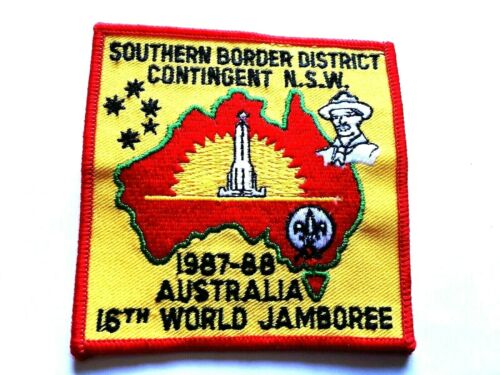 SOUTHERN BORDER DISTRICT
CONTINGENT N.S.W.
1987-88
AUSTRALIA
16TH WORLD JAMBOREE